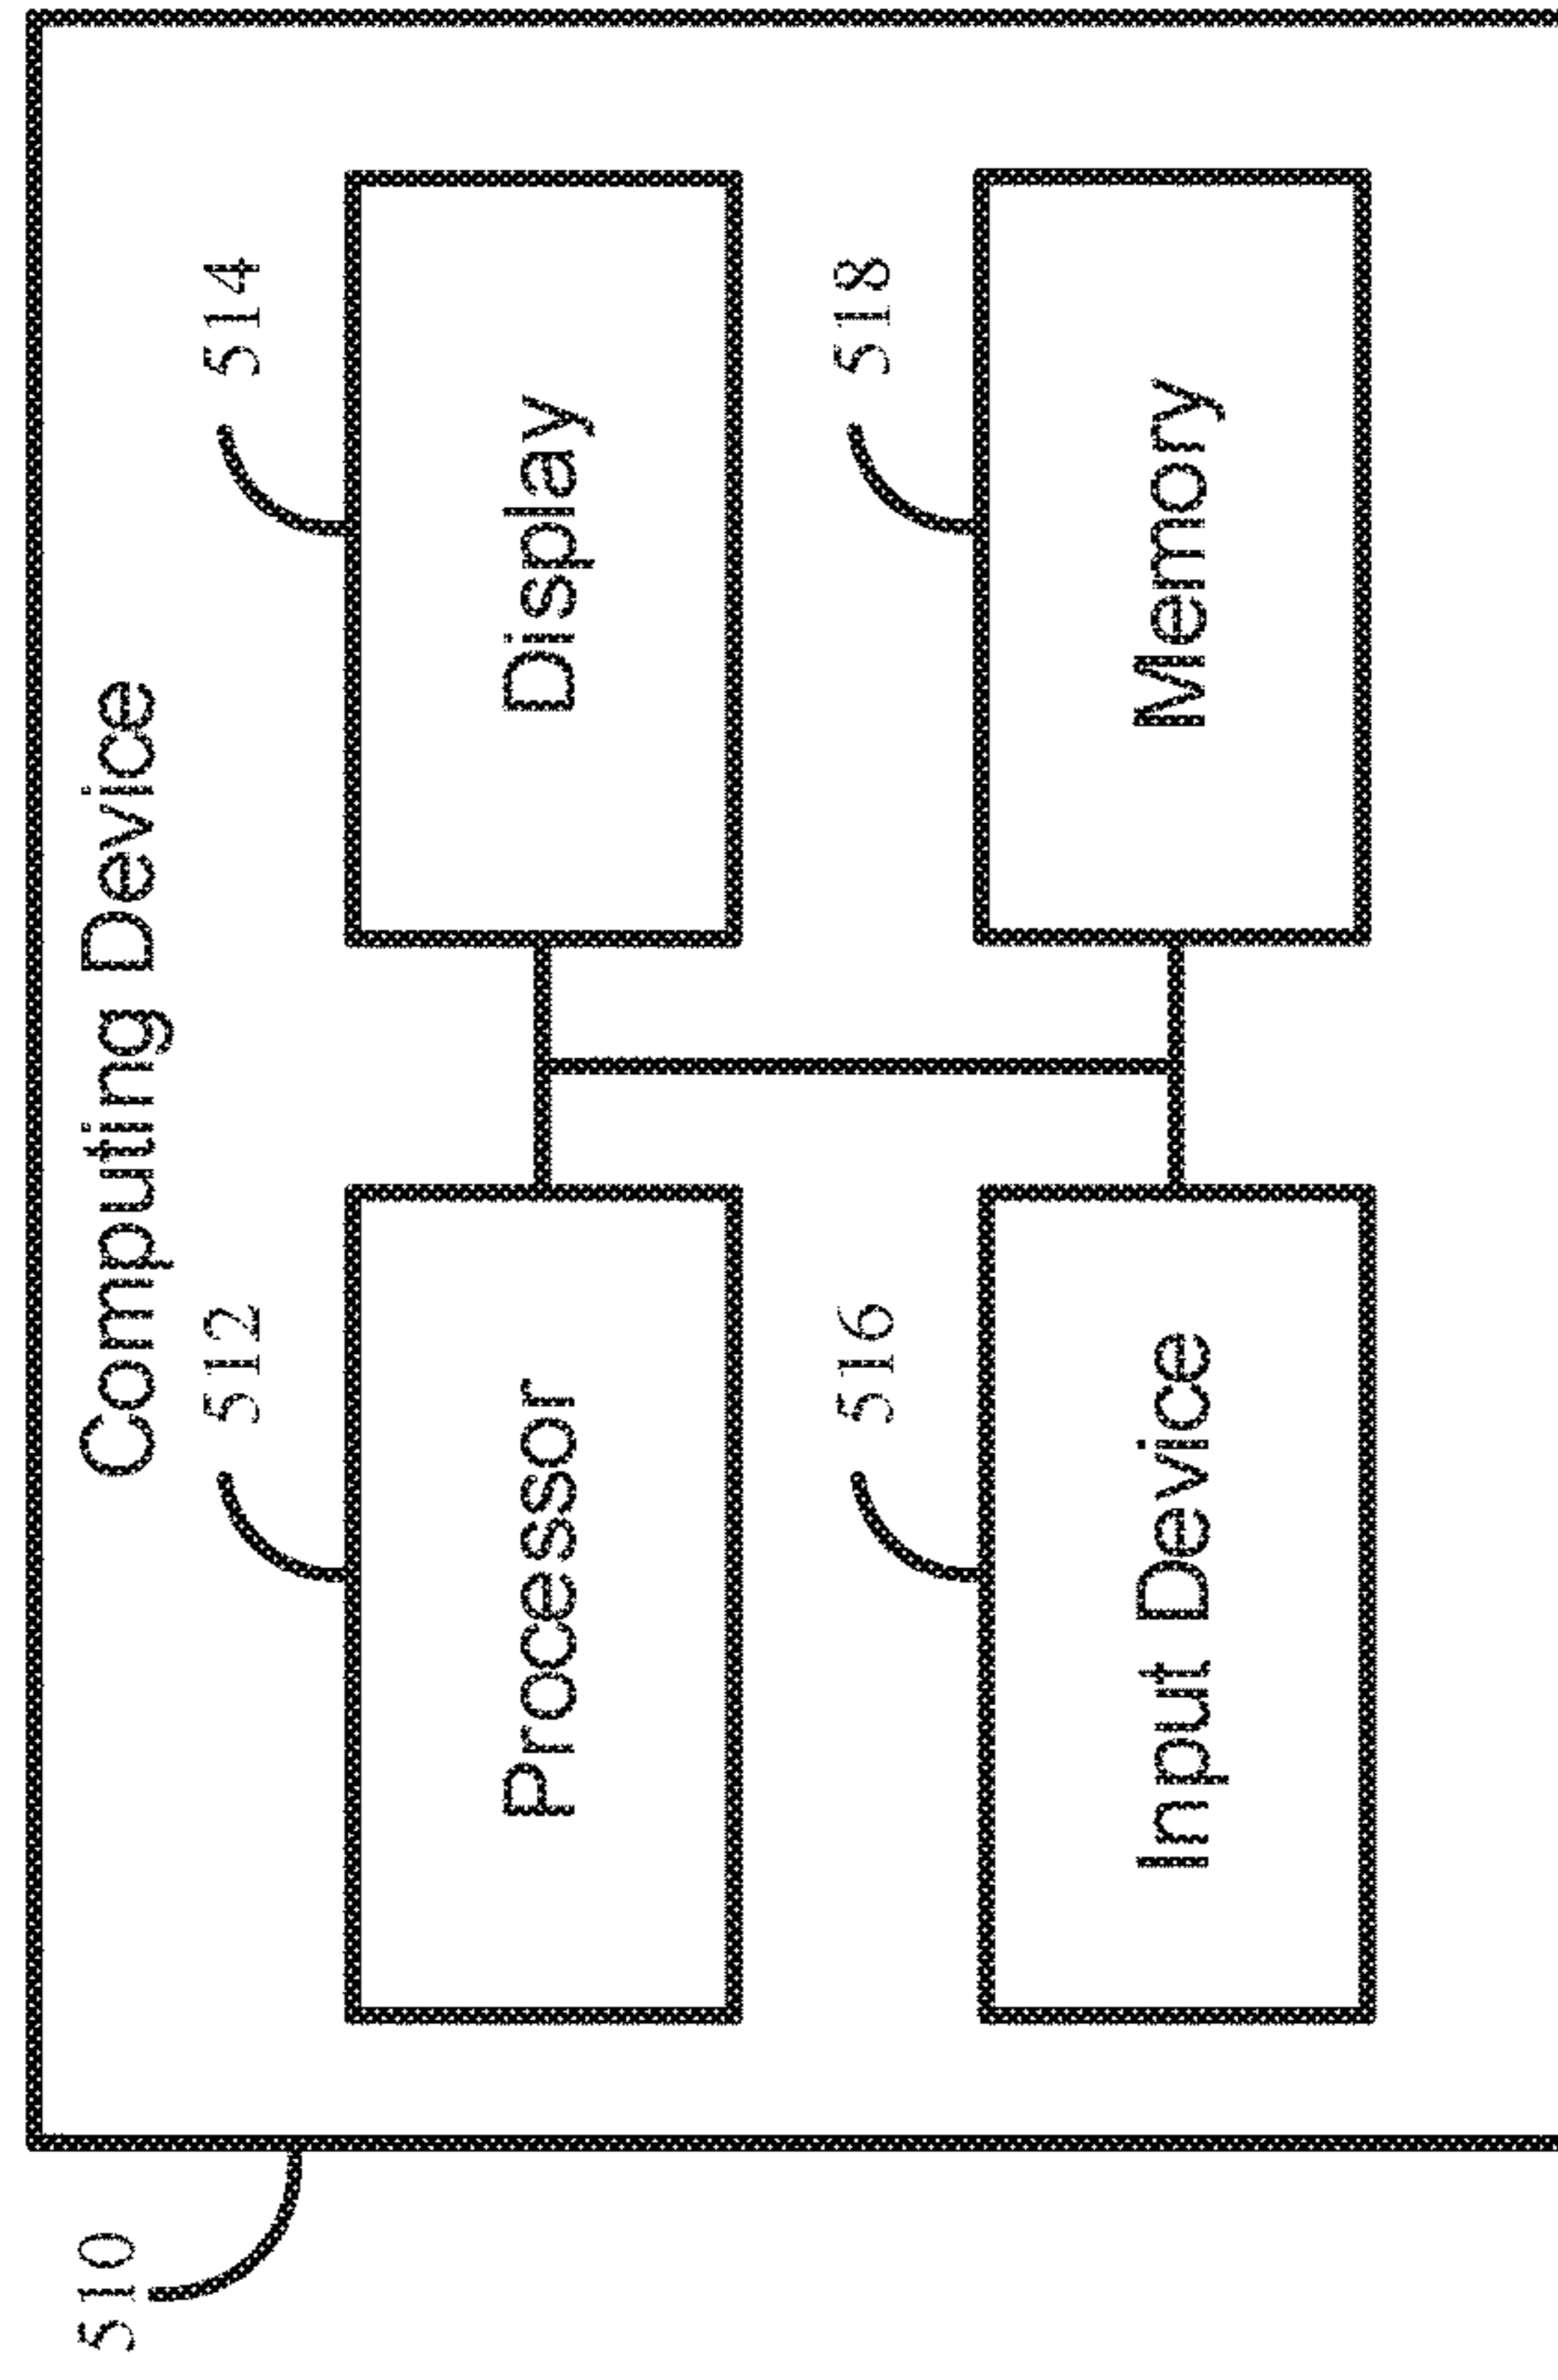 510
Computing Device
512
514
Processor
Display
516
518
Input Device
Memory